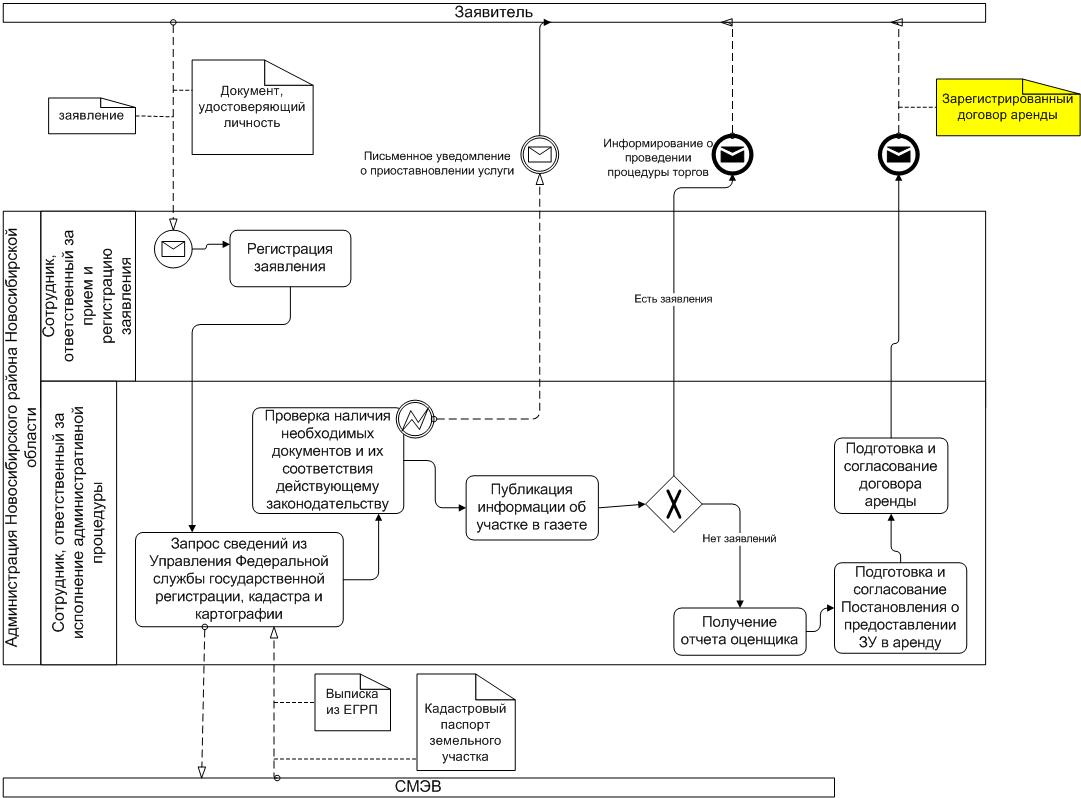 Заявитель
заявление
Документ,
удостоверяющий
личность
Письменное уведомление
о приостановлении услуги
Информирование о
проведении
процедуры торгов
Зарегистрированный
договор аренды
Администрация Новосибирского района Новосибирской
области
Сотрудник,
ответственный за
прием и
регистрацию
заявления
Регистрация
заявления
Есть заявления
Сотрудник, ответственный за
исполнение административной
процедуры
Проверка наличия
необходимых
документов и их
соответствия
действующему
законодательству
Публикация
информации об
участке в газете
Подготовка и
согласование
договора
аренды
Запрос сведений из
Управления Федеральной
службы государственной
регистрации, кадастра и
картографии
Нет заявлений
Получение
отчета оценщика
Подготовка и
согласование
Постановления о
предоставлении
ЗУ в аренду
Выписка
из ЕГРП
Кадастровый
паспорт
земельного
участка
СМЭВ